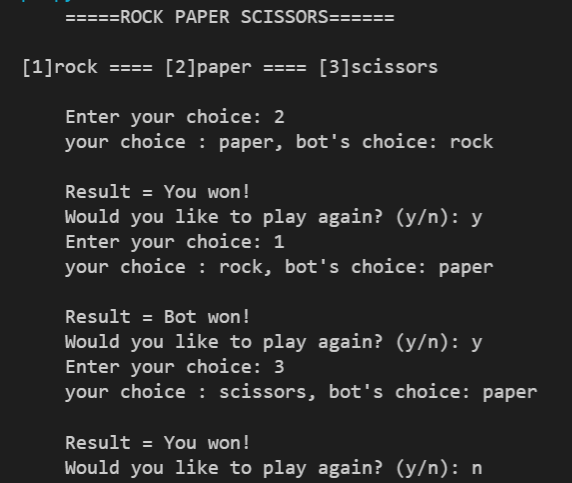 =====ROCK PAPER SCISSORS======
[1]rock ==== [2]paper ==== [3]scissors
Enter your choice: 2
your choice : paper, bot's choice: rock
Result = You won!
Would you like to play again? (y/n): y
Enter your choice: 1
your choice : rock, bot's choice: paper
Result = Bot won!
Would you like to play again? (y/n): y
Enter your choice: 3
your choice : scissors, bot's choice: paper
Result = You won!
Would you like to play again? (y/n): n